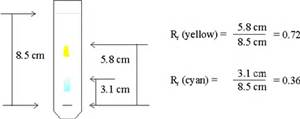 8.5 cm
5.8 cm
3.1 cm
Rf (yellow) = 5.8 cm / 8.5 cm = 0.72
Rf (cyan) = 3.1 cm / 8.5 cm = 0.36